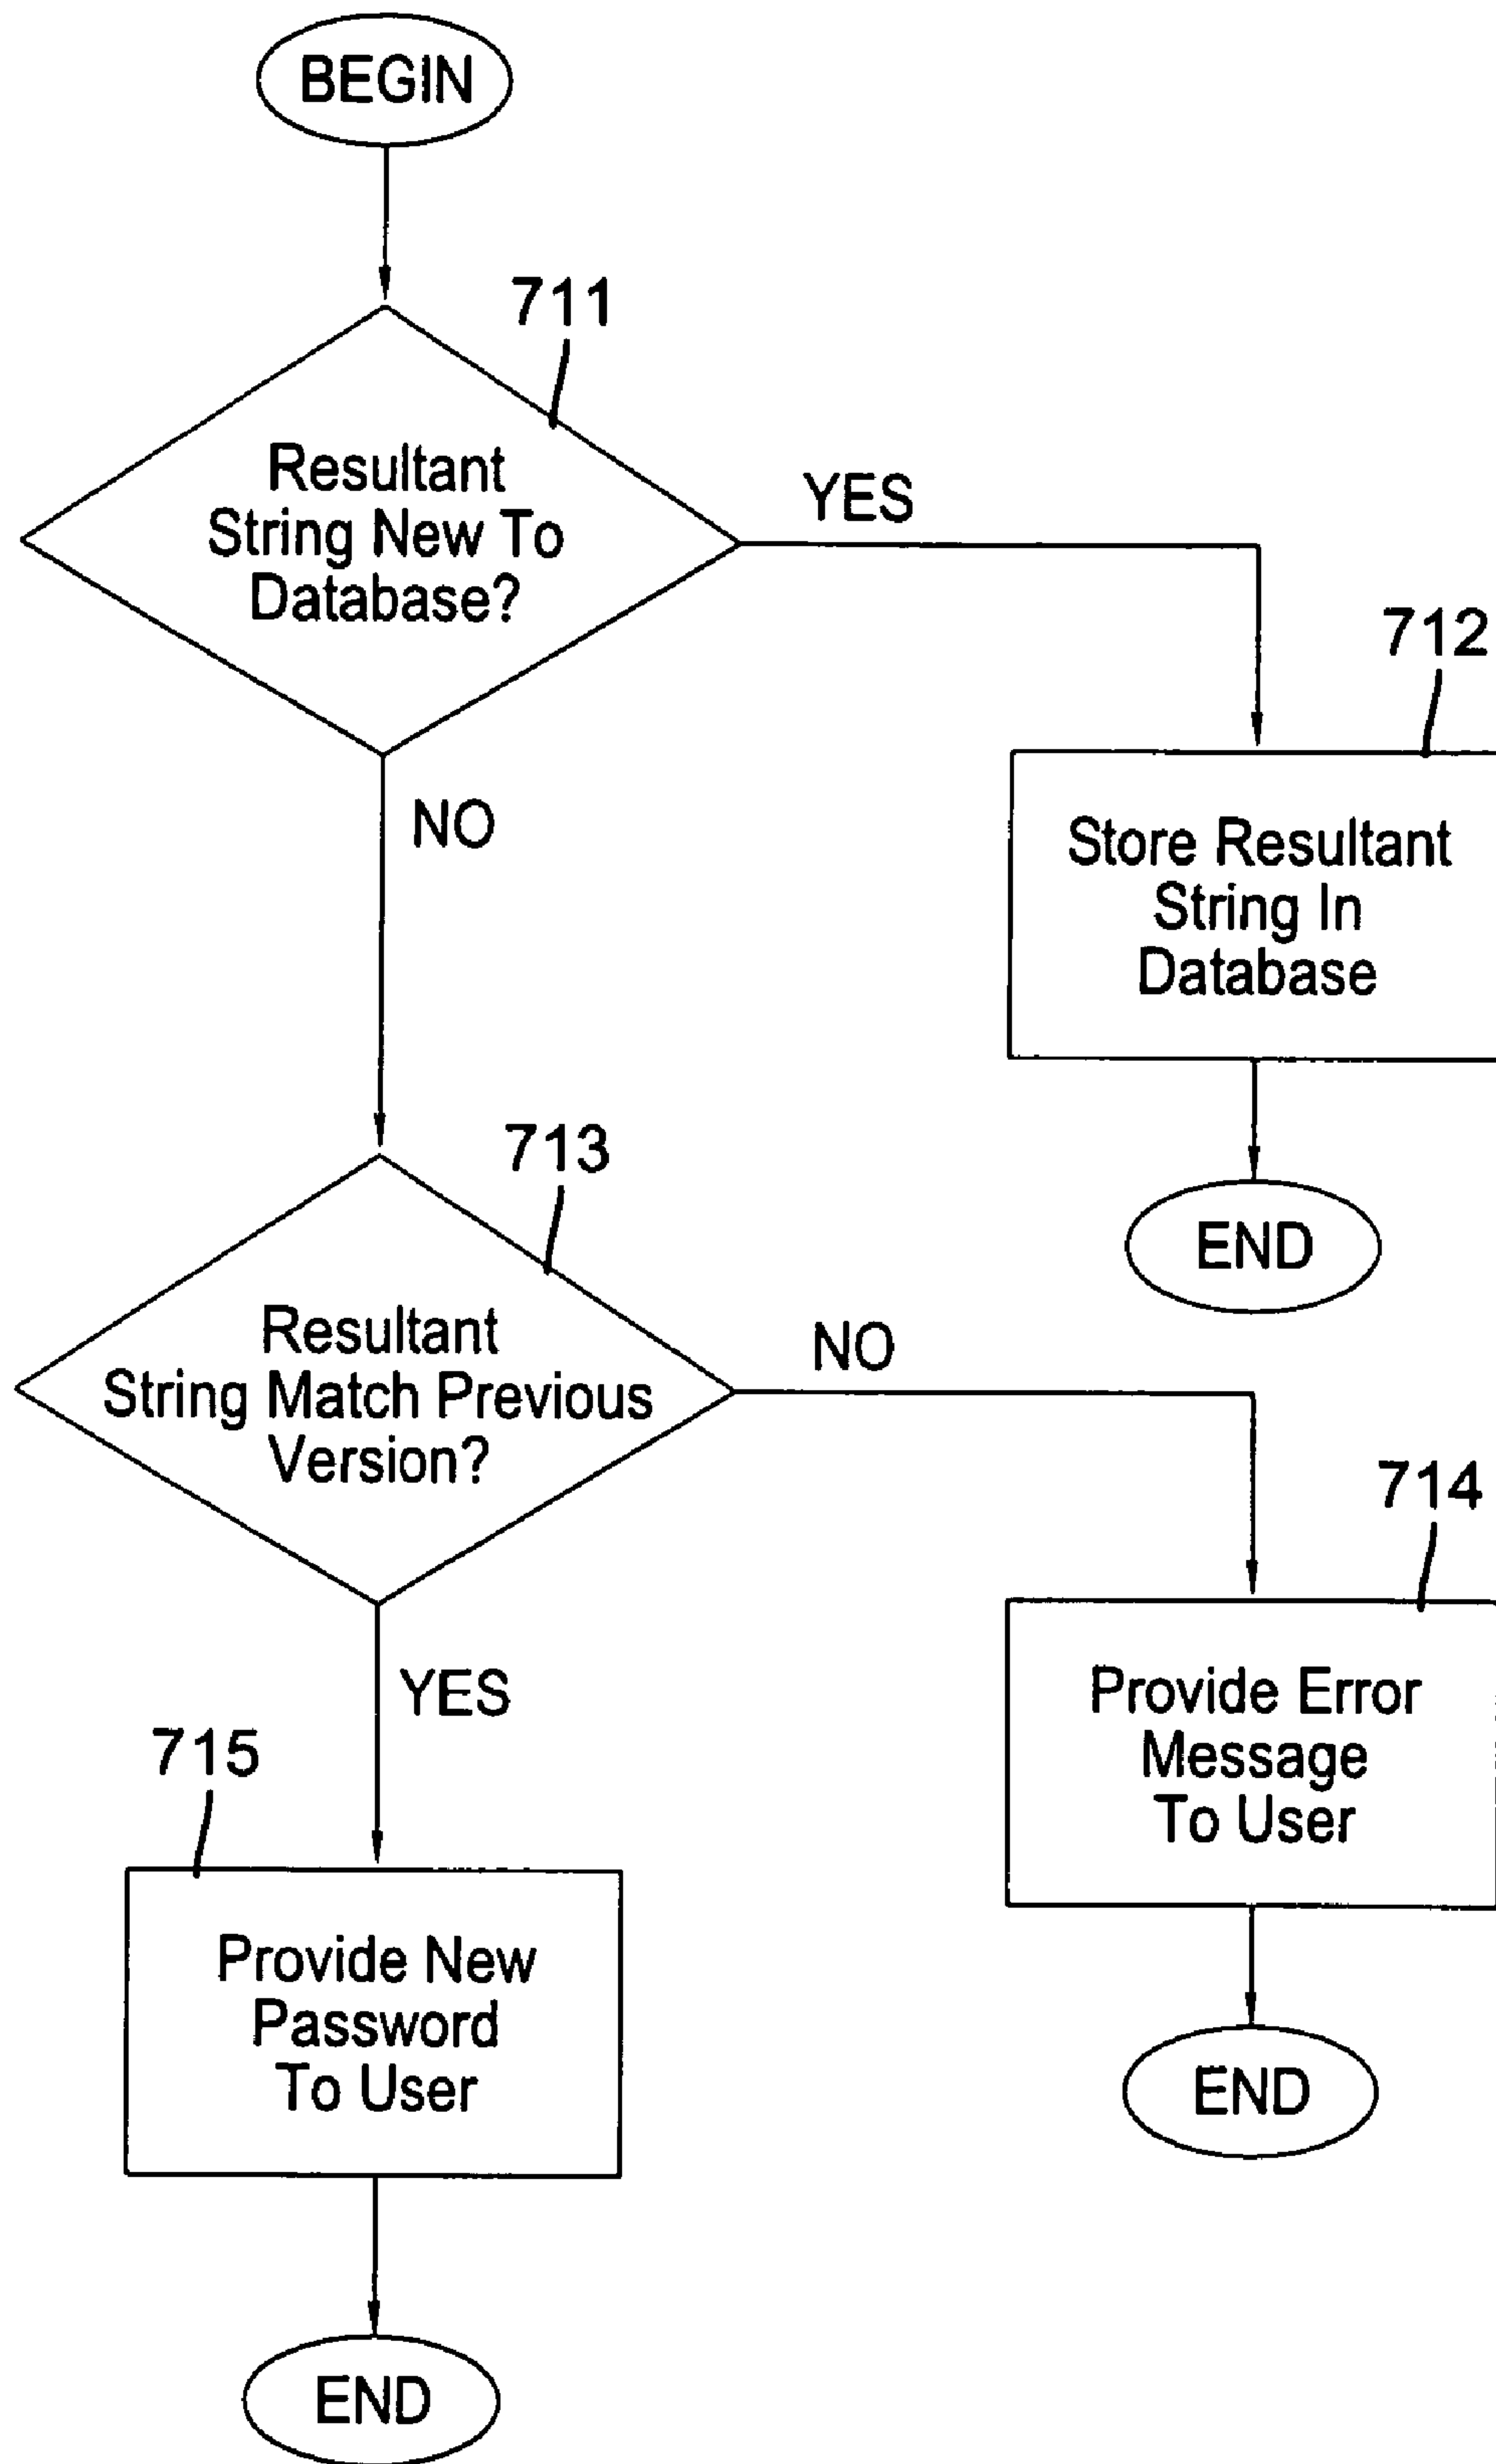 BEGIN
711
Resultant
String New To
Database?
YES
712
NO
Store Resultant
String In
Database
713
END
Resultant
String Match Previous
Version?
NO
714
YES
Provide Error
Message
To User
715
Provide New
Password
To User
END
END